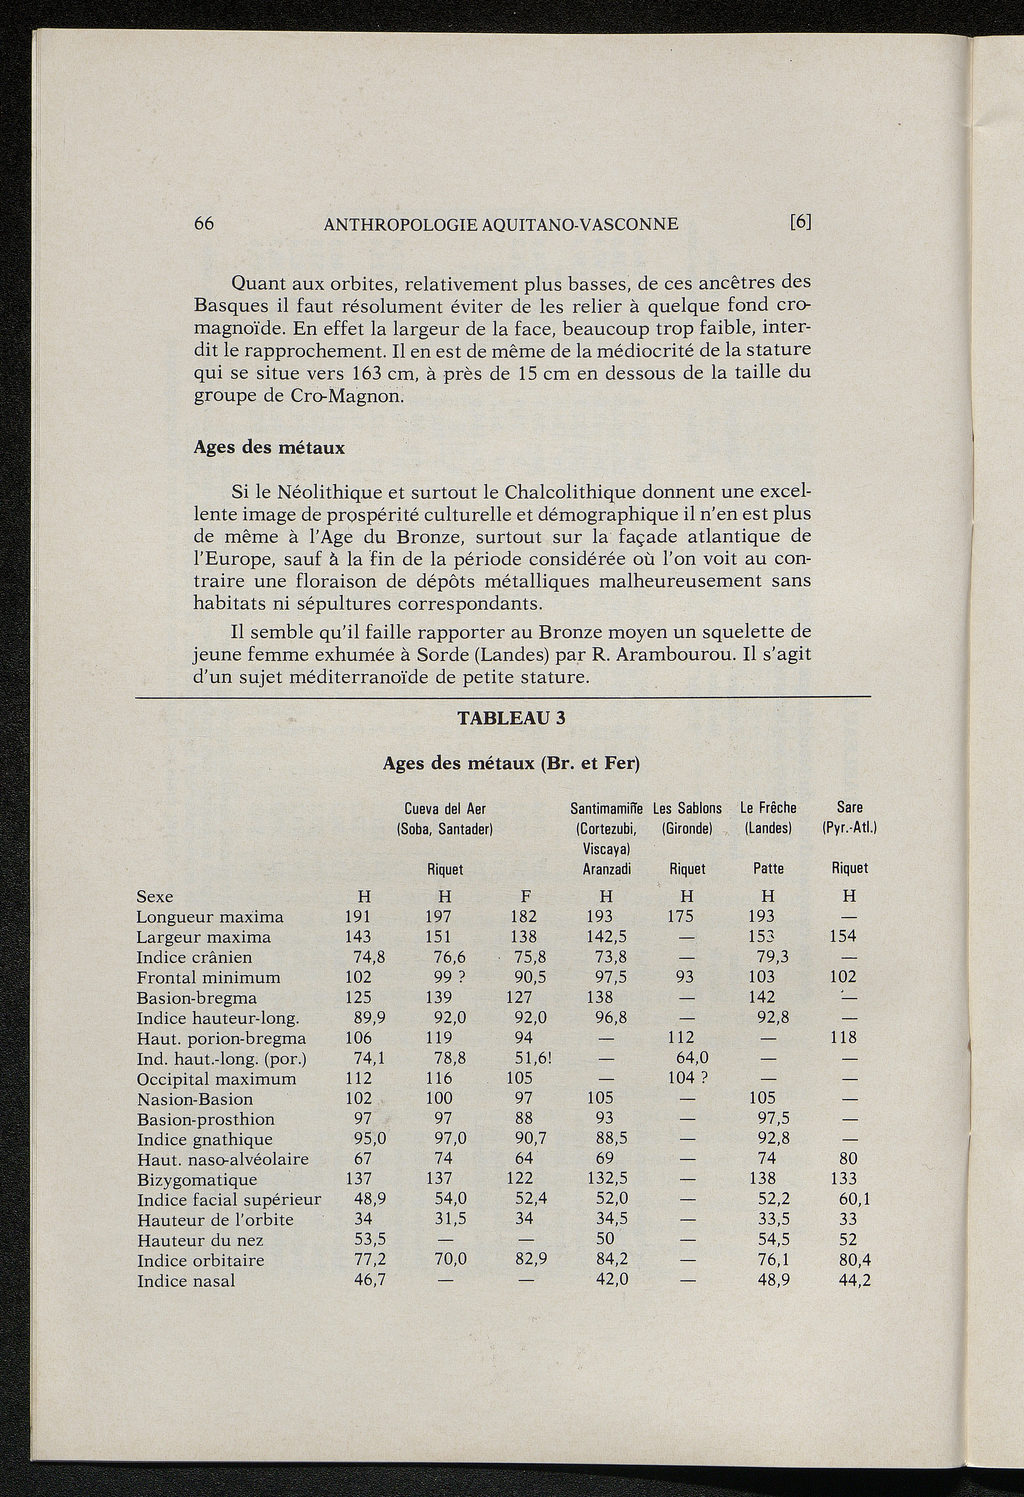 66 ANTHROPOLOGIE AQUITANO-VASCONNE [6]
Quant aux orbites, relativement plus basses, de ces ancêtres des
Basques il faut résolument éviter de les relier à quelque fond cro-
magnoïde. En effet la largeur de la face, beaucoup trop faible, inter-
dit le rapprochement. Il en est de même de la médiocrité de la stature
qui se situe vers 163 cm, à près de 15 cm en dessous de la taille du
groupe de Cro-Magnon.
Ages des métaux
Si le Néolithique et surtout le Chalcolithique donnent une excel-
lente image de prospérité culturelle et démographique il n'en est plus
de même à l'Age du Bronze, surtout sur la façade atlantique de
l'Europe, sauf à la fin de la période considérée où l'on voit au con-
traire une floraison de dépôts métalliques malheureusement sans
habitats ni sépultures correspondants.
Il semble qu'il faille rapporter au Bronze moyen un squelette de
jeune femme exhumée à Sorde (Landes) par R. Arambourou. Il s'agit
d'un sujet méditerranoïde de petite stature.
TABLEAU 3
Ages des métaux (Br. et Fer)
Cueva del Aer Santimamiñe Les Sablons Le Frêche Sare
(Soba, Santader) (Cortezubi, (Gironde) (Landes) (Pyr.-Atl.)
Viscaya)
Riquet Aranzadi Riquet Patte Riquet
Sexe H H F H H H H
Longueur maxima 191 197 182 193 175 193 —
Largeur maxima 143 151 138 142,5 — 153 154
Indice crânien 74,8 76,6 75,8 73,8 — 79,3 —
Frontal minimum 102 99 ? 90,5 97,5 93 103 102
Basion-bregma 125 139 127 138 — 142 —
Indice hauteur-long. 89,9 92,0 92,0 96,8 — 92,8 —
Haut. porion-bregma 106 119 94 — 112 — 118
Ind. haut.-long. (por.) 74,1 78,8 51,6! — 64,0 — —
Occipital maximum 112 116 105 — 104 ? — —
Nasion-Basion 102 100 97 105 — 105 —
Basion-prosthion 97 97 88 93 — 97,5 —
Indice gnathique 95,0 97,0 90,7 88,5 — 92,8 —
Haut. naso-alvéolaire 67 74 64 69 — 74 80
Bizygomatique 137 137 122 132,5 — 138 133
Indice facial supérieur 48,9 54,0 52,4 52,0 — 52,2 60,1
Hauteur de l'orbite 34 31,5 34 34,5 — 33,5 33
Hauteur du nez 53,5 — — 50 — 54,5 52
Indice orbitaire 77,2 70,0 82,9 84,2 — 76,1 80,4
Indice nasal 46,7 — — 42,0 — 48,9 44,2